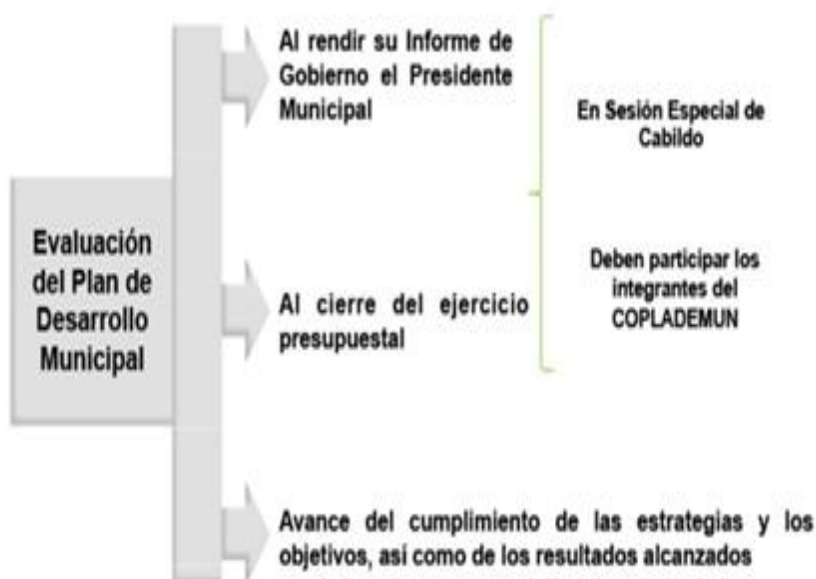 Evaluación
del Plan de
Desarrollo
Municipal
Al rendir su Informe de
Gobierno el Presidente
Municipal
Al cierre del ejercicio
presupuestal
En Sesión Especial de
Cabildo
Deben participar los
integrantes del
COPLADEMUN
Avance del cumplimiento de las estrategias y los
objetivos, así como de los resultados alcanzados